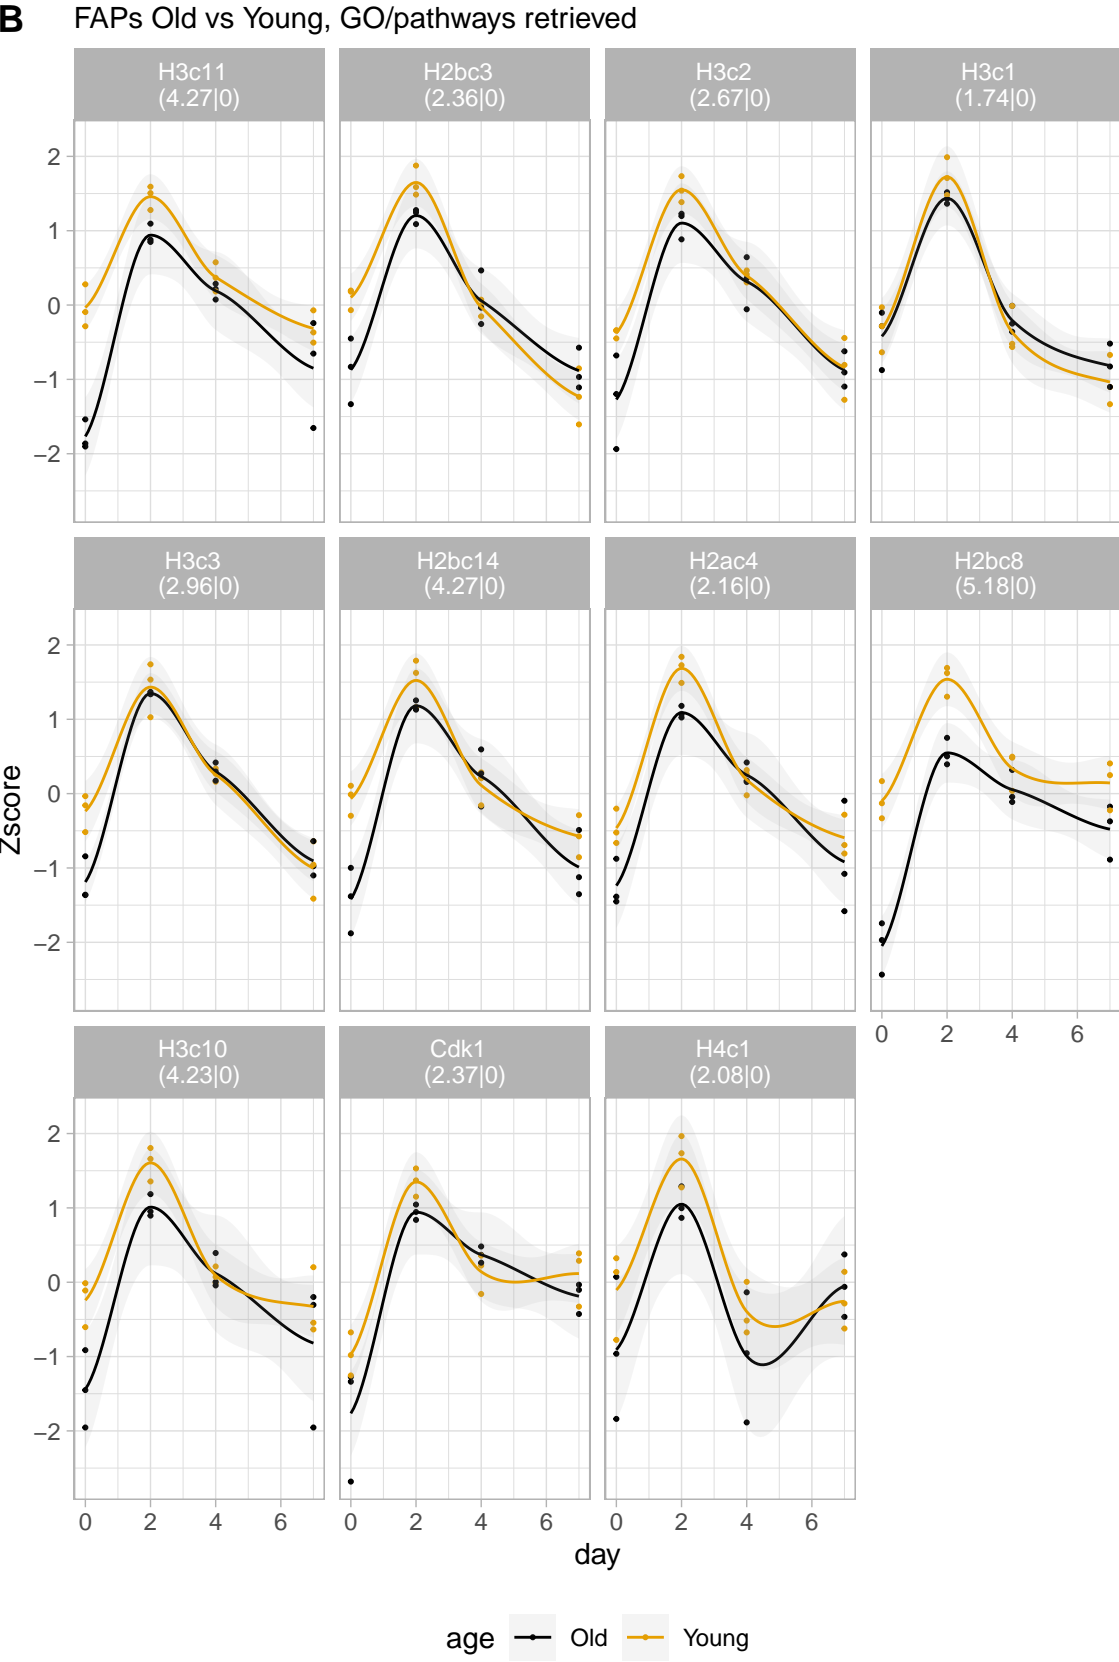 B FAPs Old vs Young, GO/pathways retrieved
H3c11 H2bc3 H3c2 H3c1
(4.27|0) (2.36|0) (2.67|0) (1.74|0)
2
1
0
−1
−2
H3c3 H2bc14 H2ac4 H2bc8
(2.96|0) (4.27|0) (2.16|0) (5.18|0)
2
1
0
−1
−2
Zscore
0 2 4 6
H3c10 Cdk1 H4c1
(4.23|0) (2.37|0) (2.08|0)
2
1
0
−1
−2
0 2 4 6 0 2 4 6 0 2 4 6
day
age Old Young